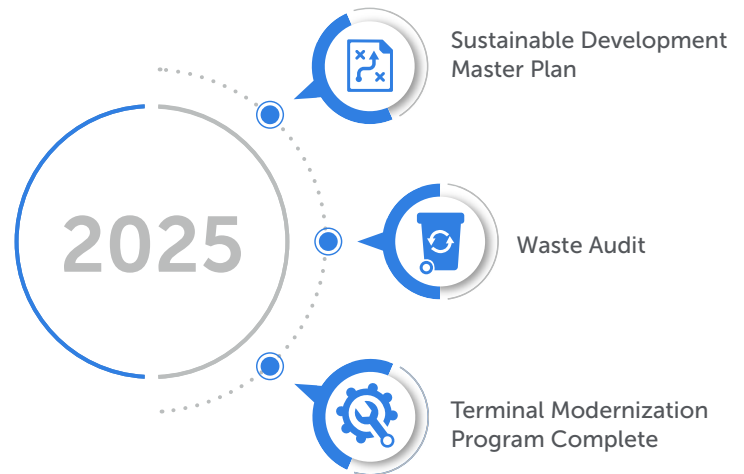 Sustainable Development
Master Plan
2025
Waste Audit
Terminal Modernization
Program Complete